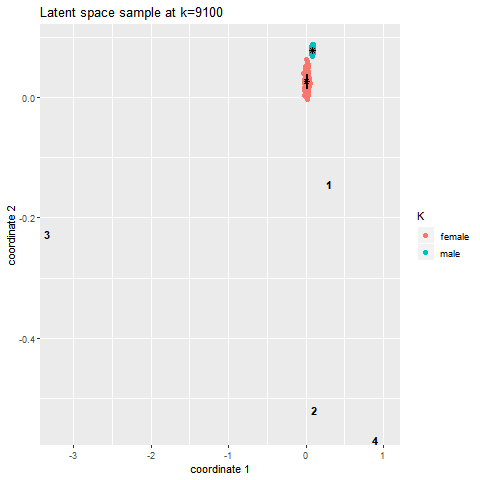 Latent space sample at k=9100
0.0
-0.2
-0.4
coordinate 2
1
3
2
4
-3
-2
-1
0
1
coordinate 1
K
female
male